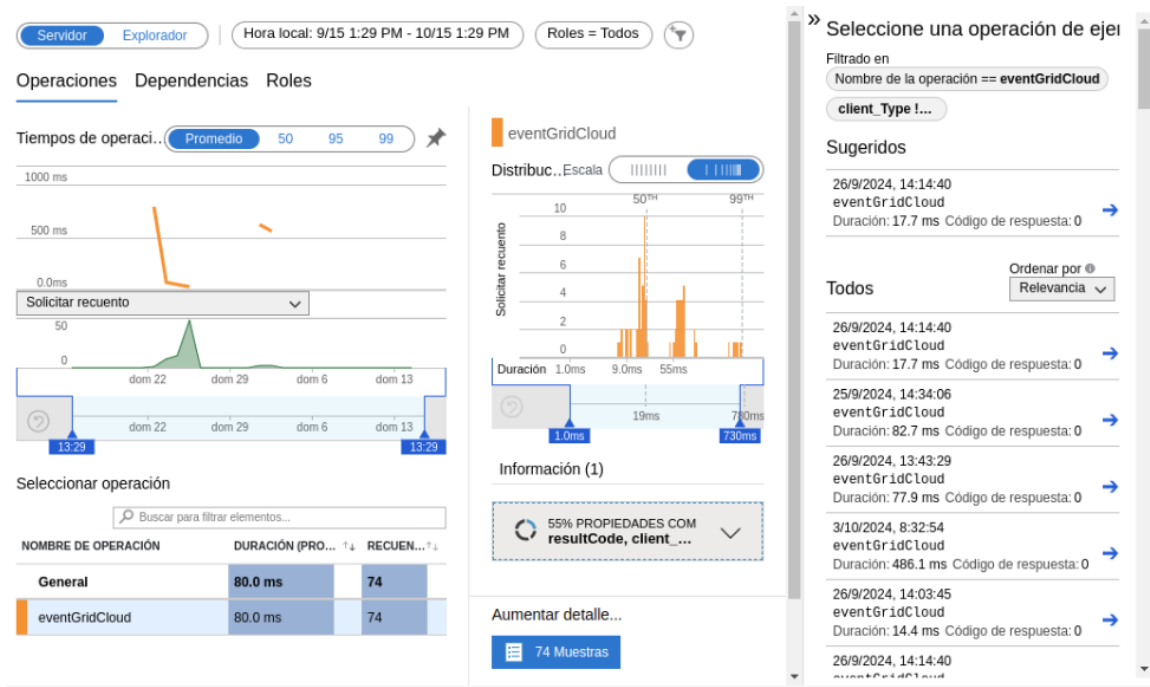 Servidor Explorador Hora local: 9/15 1:29 PM - 10/15 1:29 PM Roles = Todos
Operaciones Dependencias Roles
Tiempos de operaci... Promedio 50 95 99
1000 ms
500 ms
0.0ms
Solicitar recuento
50
0
dom 22 dom 29 dom 6 dom 13
dom 22 dom 29 dom 6 dom 13
13:29 13:29
Seleccionar operación
Buscar para filtrar elementos...
NOMBRE DE OPERACIÓN DURACIÓN (PRO... RECUEN...
General 80.0 ms 74
eventGridCloud 80.0 ms 74
eventGridCloud
Distribuc... Escala
50TH 99TH
Solicitar recuento
10
8
6
4
2
0
Duración 1.0ms 9.0ms 55ms
19ms 780ms
1.0ms 730ms
Información (1)
55% PROPIEDADES COM
resultCode, client_...
Aumentar detalle...
74 Muestras
» Seleccione una operación de ejer
Filtrado en
Nombre de la operación == eventGridCloud
client_Type !...
Sugeridos
26/9/2024, 14:14:40
eventGridCloud
Duración: 17.7 ms Código de respuesta: 0
Ordenar por
Todos Relevancia
26/9/2024, 14:14:40
eventGridCloud
Duración: 17.7 ms Código de respuesta: 0
25/9/2024, 14:34:06
eventGridCloud
Duración: 82.7 ms Código de respuesta: 0
26/9/2024, 13:43:29
eventGridCloud
Duración: 77.9 ms Código de respuesta: 0
3/10/2024, 8:32:54
eventGridCloud
Duración: 486.1 ms Código de respuesta: 0
26/9/2024, 14:03:45
eventGridCloud
Duración: 14.4 ms Código de respuesta: 0
26/9/2024, 14:14:40
eventGridCloud